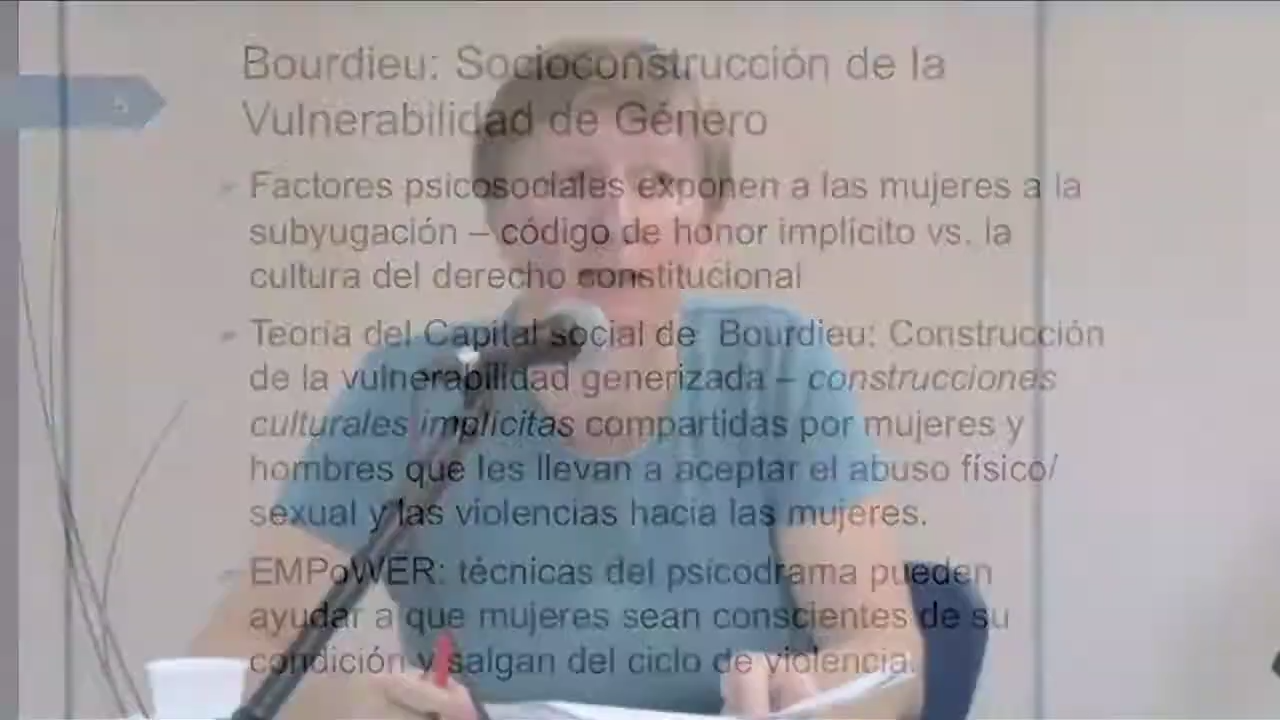 5
Bourdieu: Socioconstrucción de la
Vulnerabilidad de Género
Factores psicosociales exponen a las mujeres a la
subyugación – código de honor implícito vs. la
cultura del derecho constitucional
Teoría del Capital social de Bourdieu: Construcción
de la vulnerabilidad generizada – construcciones
culturales implícitas compartidas por mujeres y
hombres que les llevan a aceptar el abuso físico/
sexual y las violencias hacia las mujeres.
EMPoWER: técnicas del psicodrama pueden
ayudar a que mujeres sean conscientes de su
condición y salgan del ciclo de violencia.